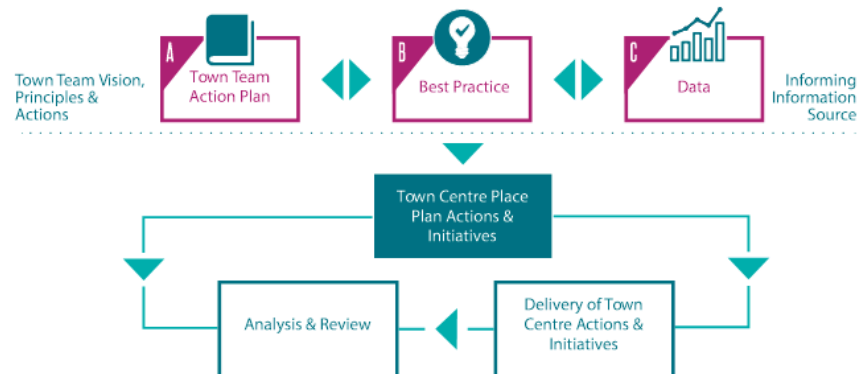 A
B
C
Town Team Vision,
Principles &
Actions
Town Team
Action Plan
Best Practice
Data
Informing
Information
Source
Town Centre Place
Plan Actions &
Initiatives
Analysis & Review
Delivery of Town
Centre Actions &
Initiatives